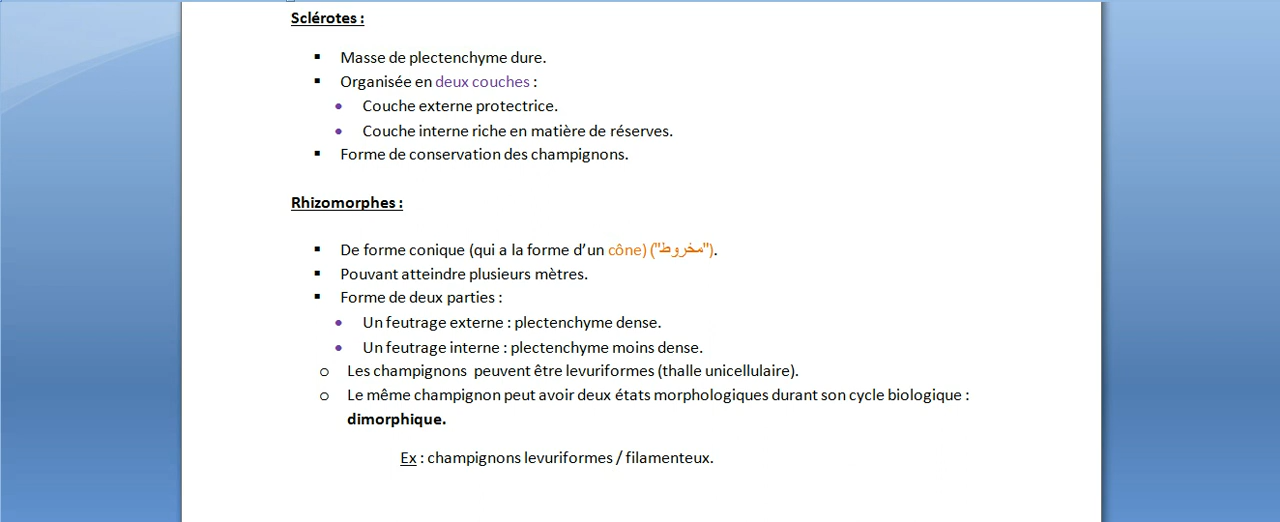 Sclérotes :
▪ Masse de plectenchyme dure.
▪ Organisée en deux couches :
• Couche externe protectrice.
• Couche interne riche en matière de réserves.
▪ Forme de conservation des champignons.
Rhizomorphes :
▪ De forme conique (qui a la forme d’un cône) ("مخروط").
▪ Pouvant atteindre plusieurs mètres.
▪ Forme de deux parties :
• Un feutrage externe : plectenchyme dense.
• Un feutrage interne : plectenchyme moins dense.
o Les champignons peuvent être levuriformes (thalle unicellulaire).
o Le même champignon peut avoir deux états morphologiques durant son cycle biologique :
dimorphique.
Ex : champignons levuriformes / filamenteux.